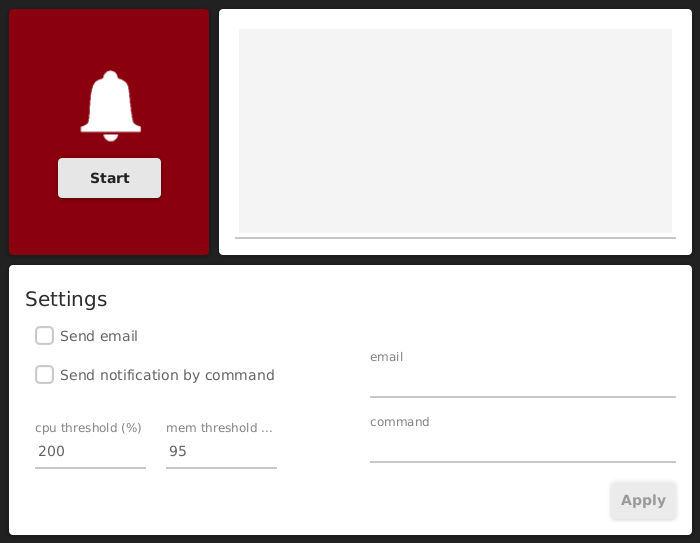 Start
Settings
Send email
Send notification by command
email
cpu threshold (%)
mem threshold ...
200
95
command
Apply